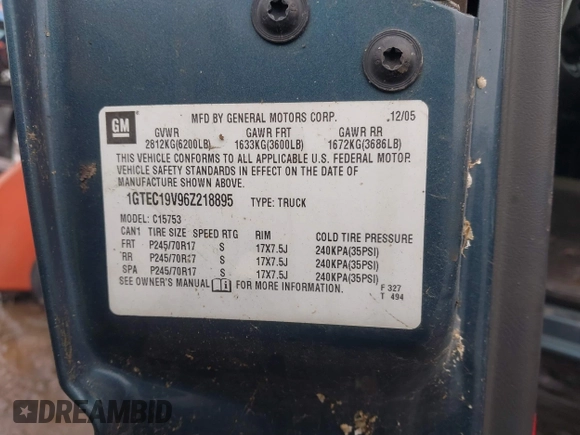 GM
MFD BY GENERAL MOTORS CORP. 12/05
GVWR GAWR FRT GAWR RR
2812KG(6200LB) 1633KG(3600LB) 1672KG(3686LB)
THIS VEHICLE CONFORMS TO ALL APPLICABLE U.S. FEDERAL MOTOR
VEHICLE SAFETY STANDARDS IN EFFECT ON THE DATE OF
MANUFACTURE SHOWN ABOVE.
1GTEC19V96Z218895 TYPE: TRUCK
MODEL: C15753
CAN1 TIRE SIZE SPEED RTG RIM COLD TIRE PRESSURE
FRT P245/70R17 S 17X7.5J 240KPA(35PSI)
RR P245/70R17 S 17X7.5J 240KPA(35PSI)
SPA P245/70R17 S 17X7.5J 240KPA(35PSI)
SEE OWNER'S MANUAL FOR MORE INFORMATION. F 327
T 494
DREAMBID